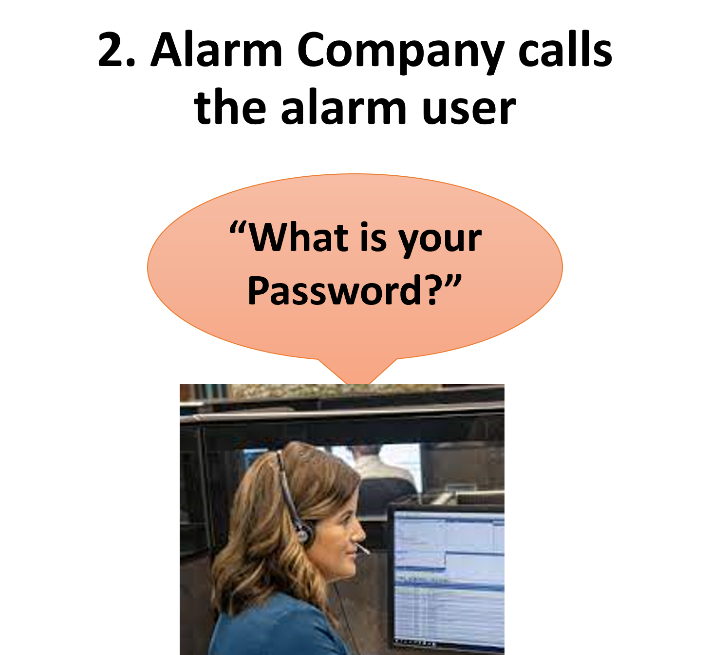 2. Alarm Company calls
the alarm user
“What is your
Password?”